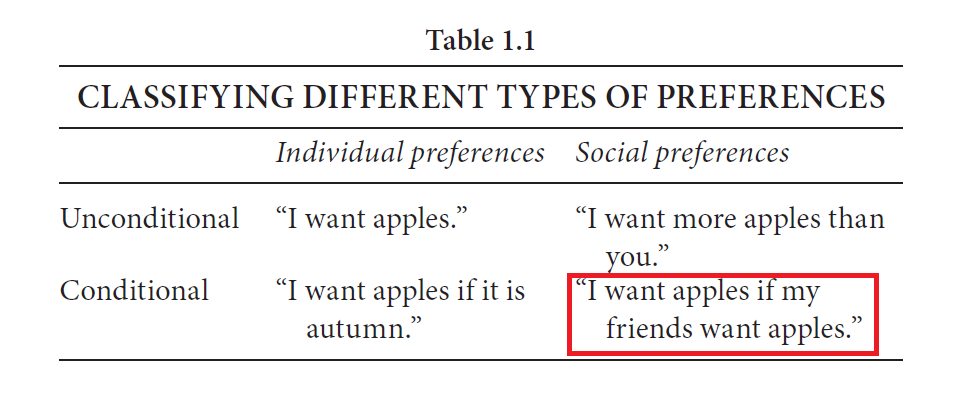 Table 1.1
CLASSIFYING DIFFERENT TYPES OF PREFERENCES
Individual preferences Social preferences
Unconditional “I want apples.” “I want more apples than
you.”
Conditional “I want apples if it is “I want apples if my
autumn.” friends want apples.”